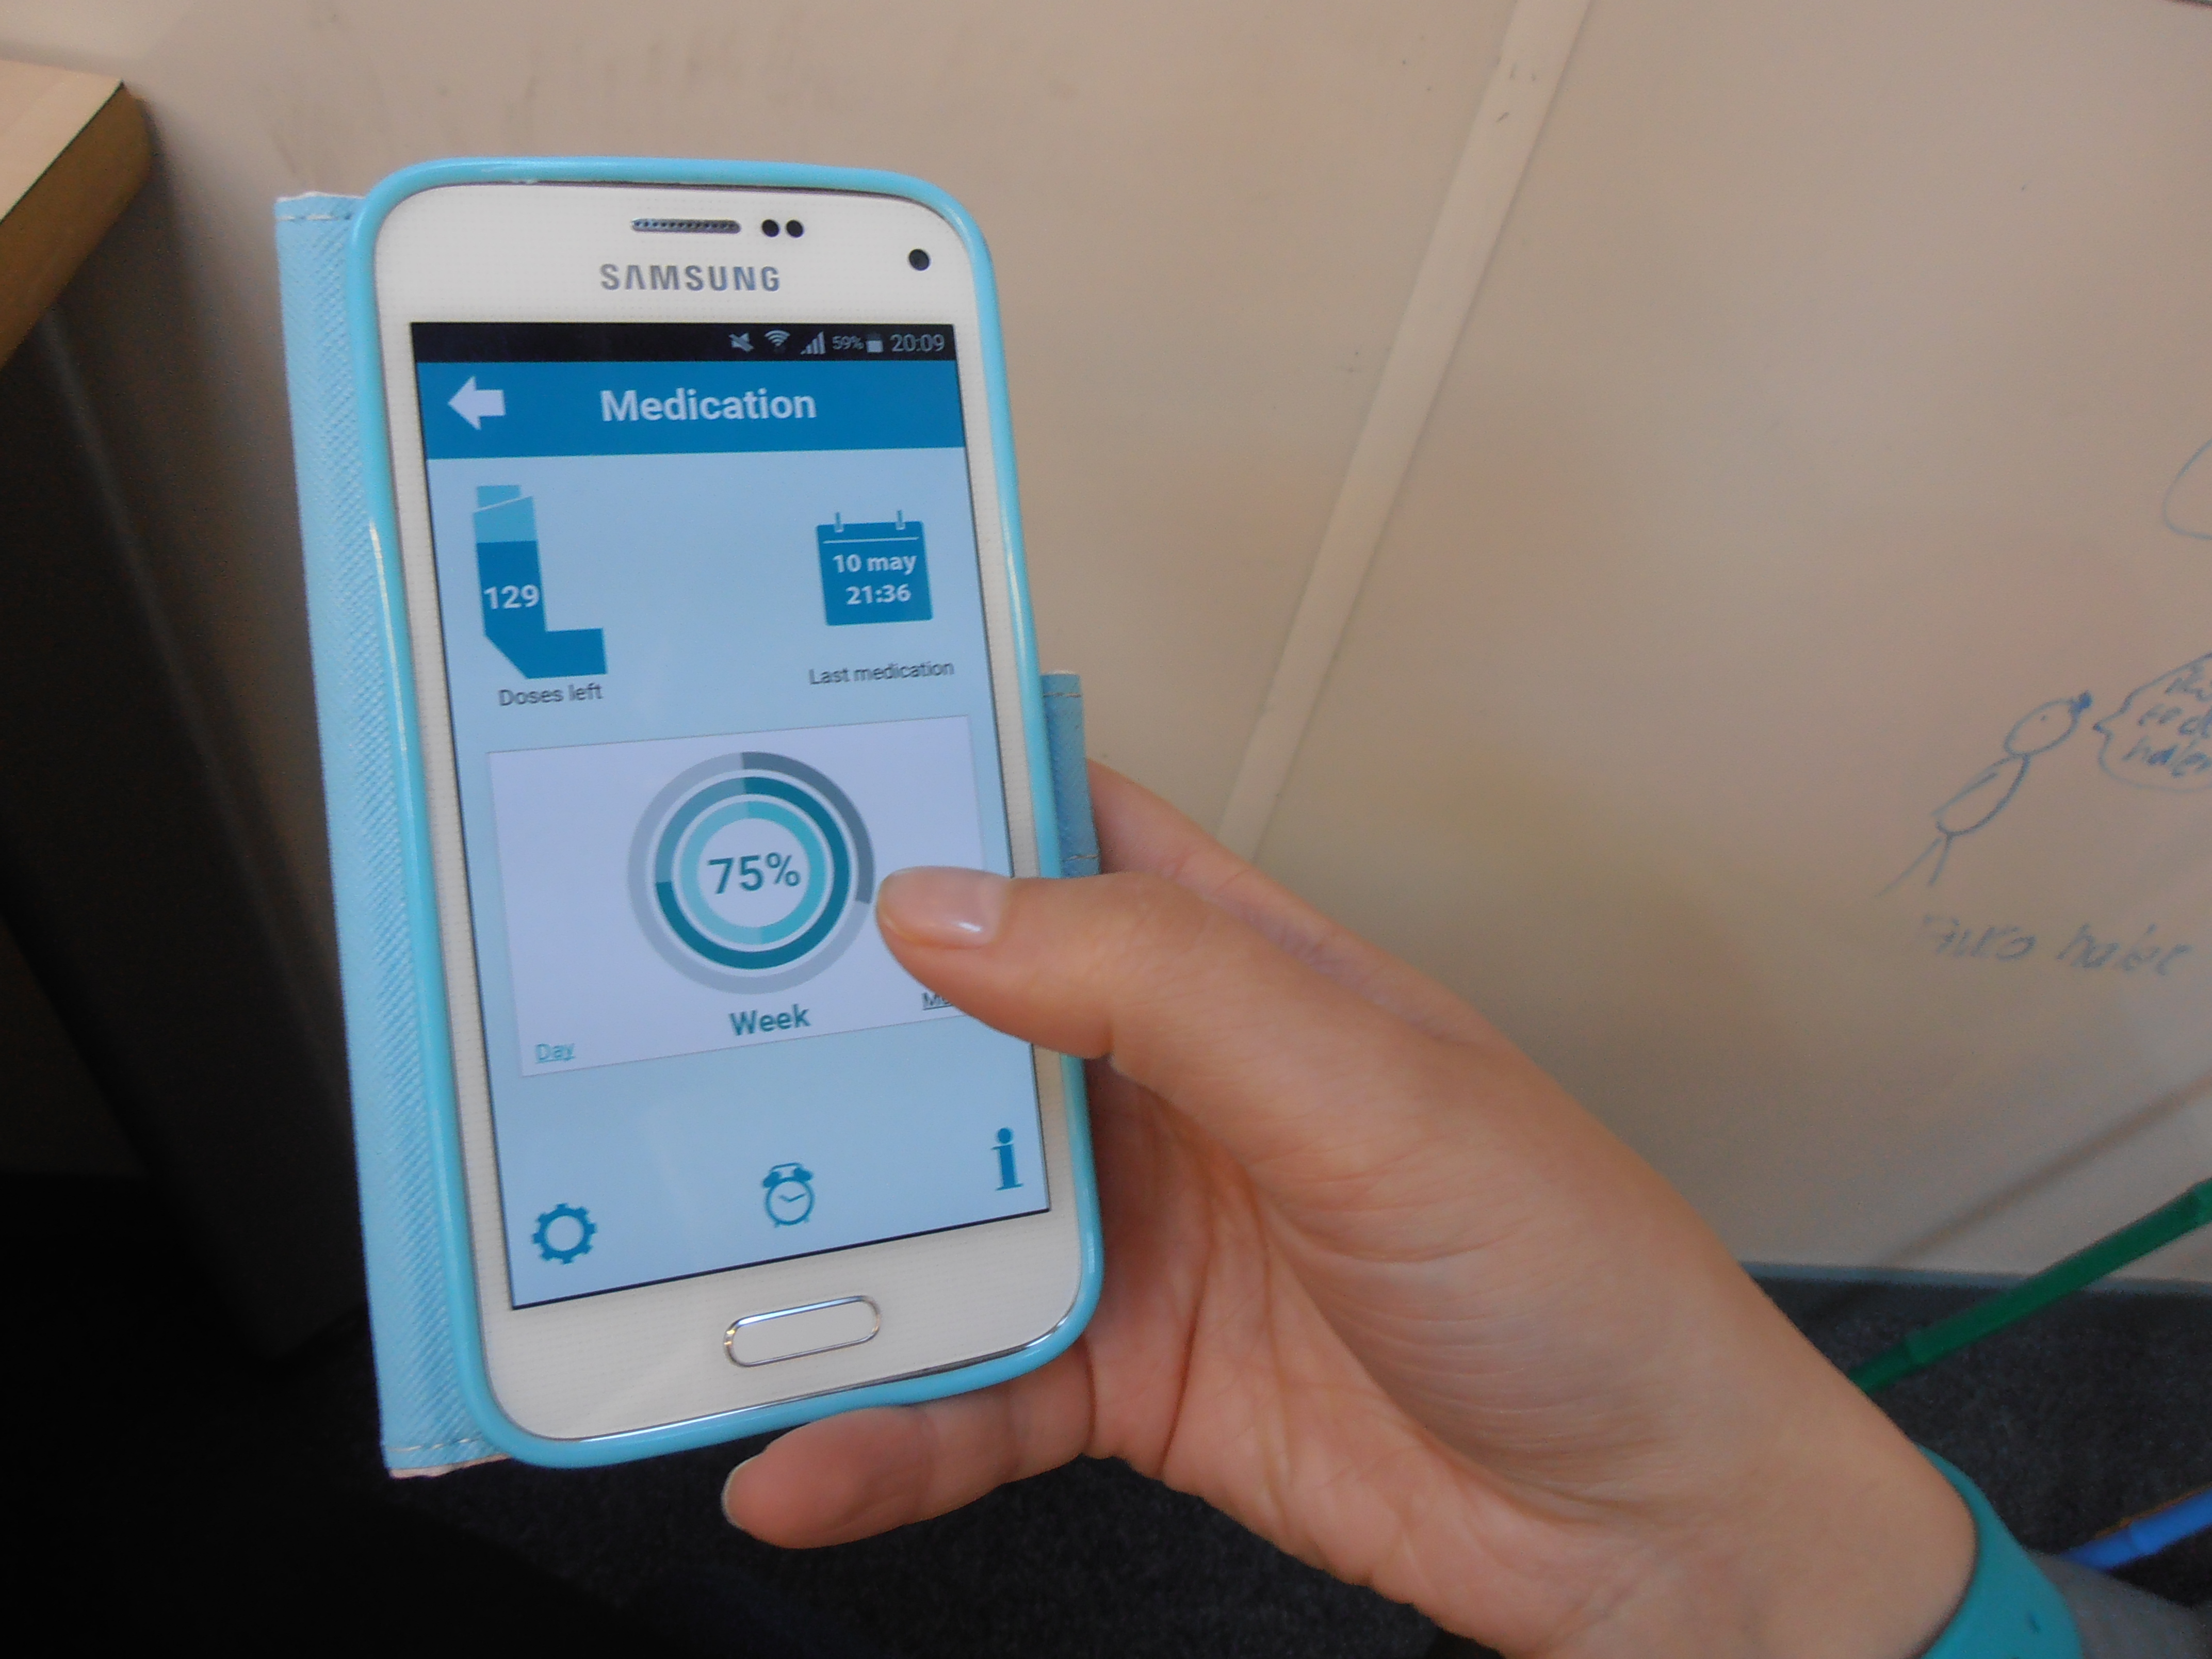 SAMSUNG
59% 20:09
Medication
129
Doses left
10 may
21:36
Last medication
75%
Week
Day